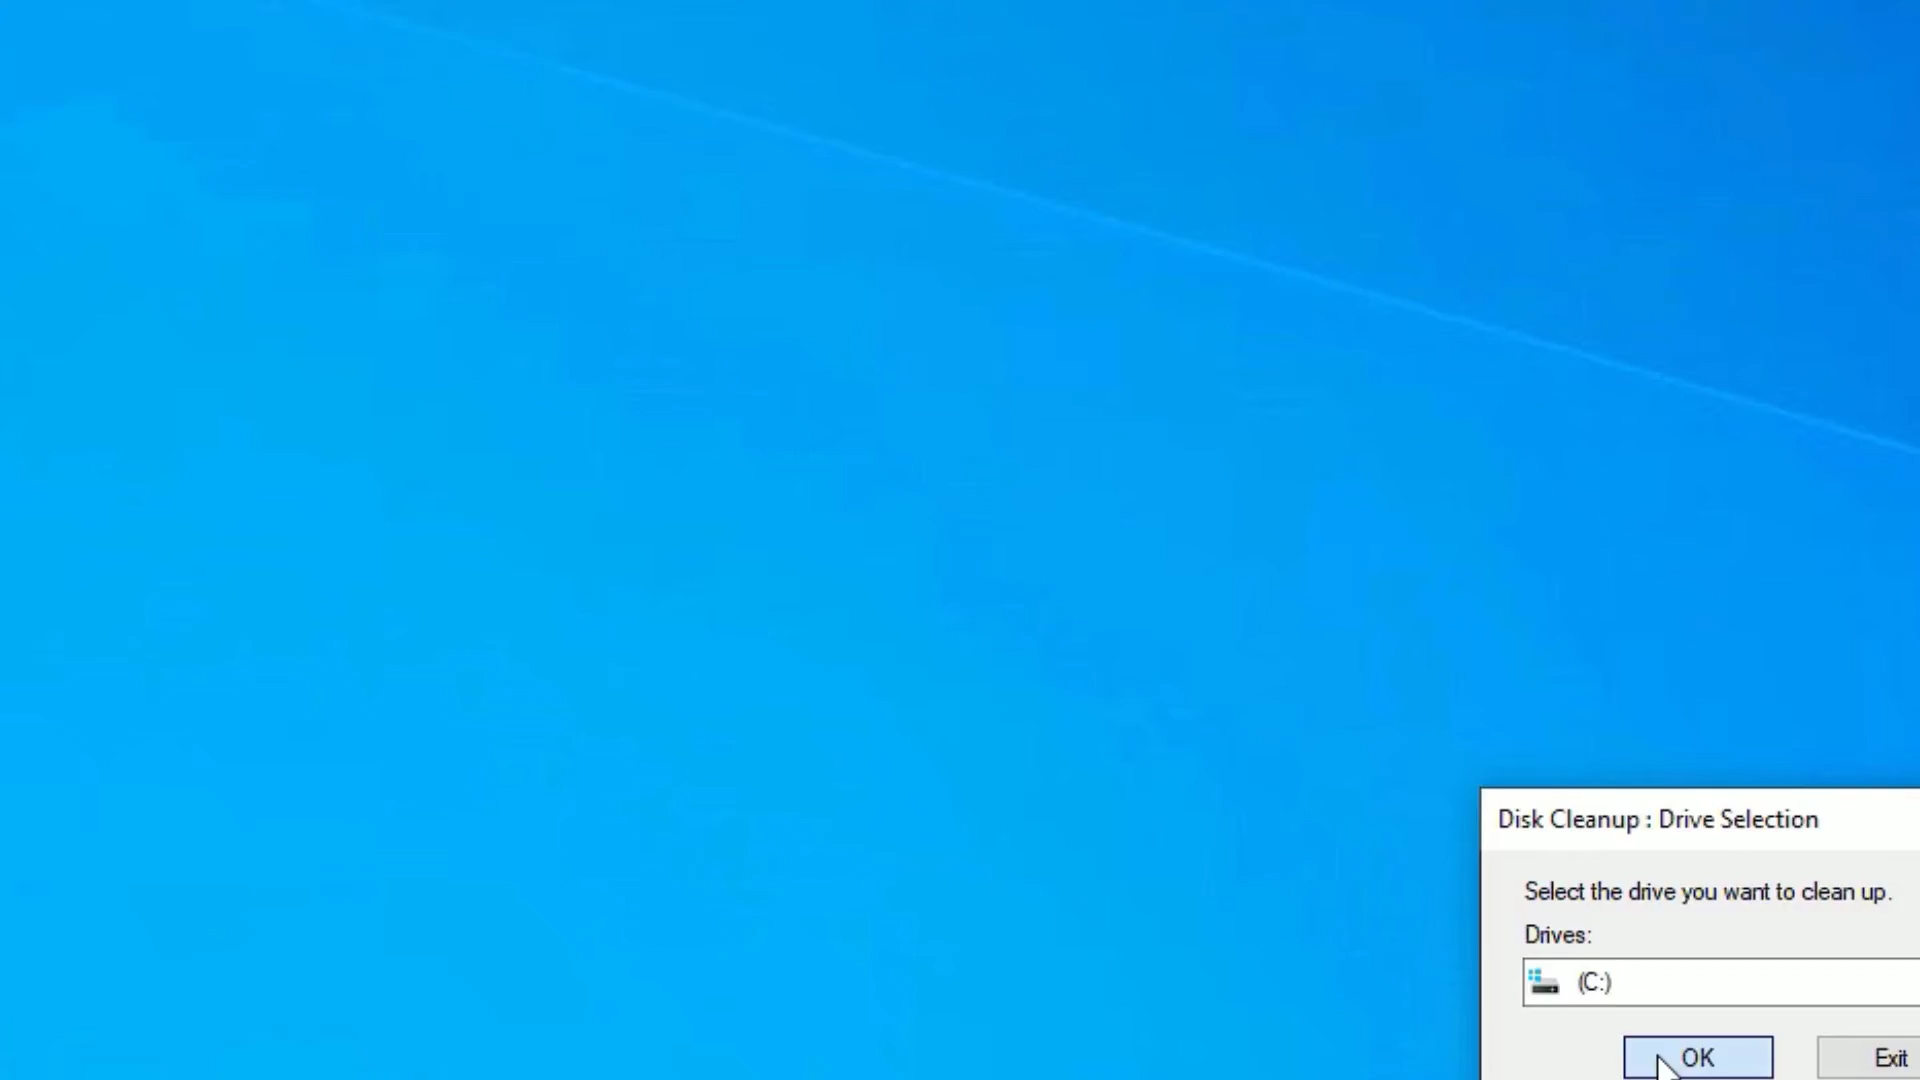 Disk Cleanup : Drive Selection
Select the drive you want to clean up.
Drives:
(C:)
OK Exit